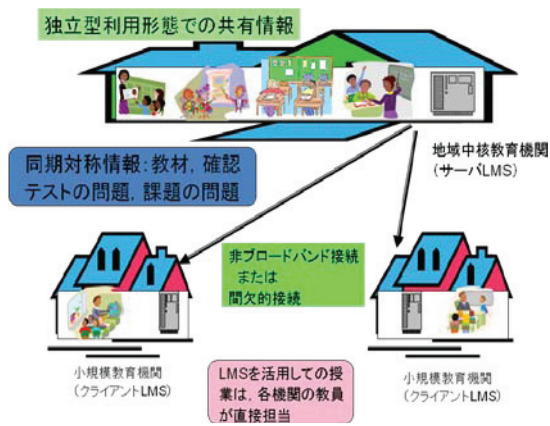 独立型利用形態での共有情報
同期対称情報:教材,確認
テストの問題,課題の問題
地域中核教育機関
(サーバLMS)
非ブロードバンド接続
または
間欠的接続
小規模教育機関
(クライアントLMS)
LMSを活用しての授
業は,各機関の教員
が直接担当
小規模教育機関
(クライアントLMS)